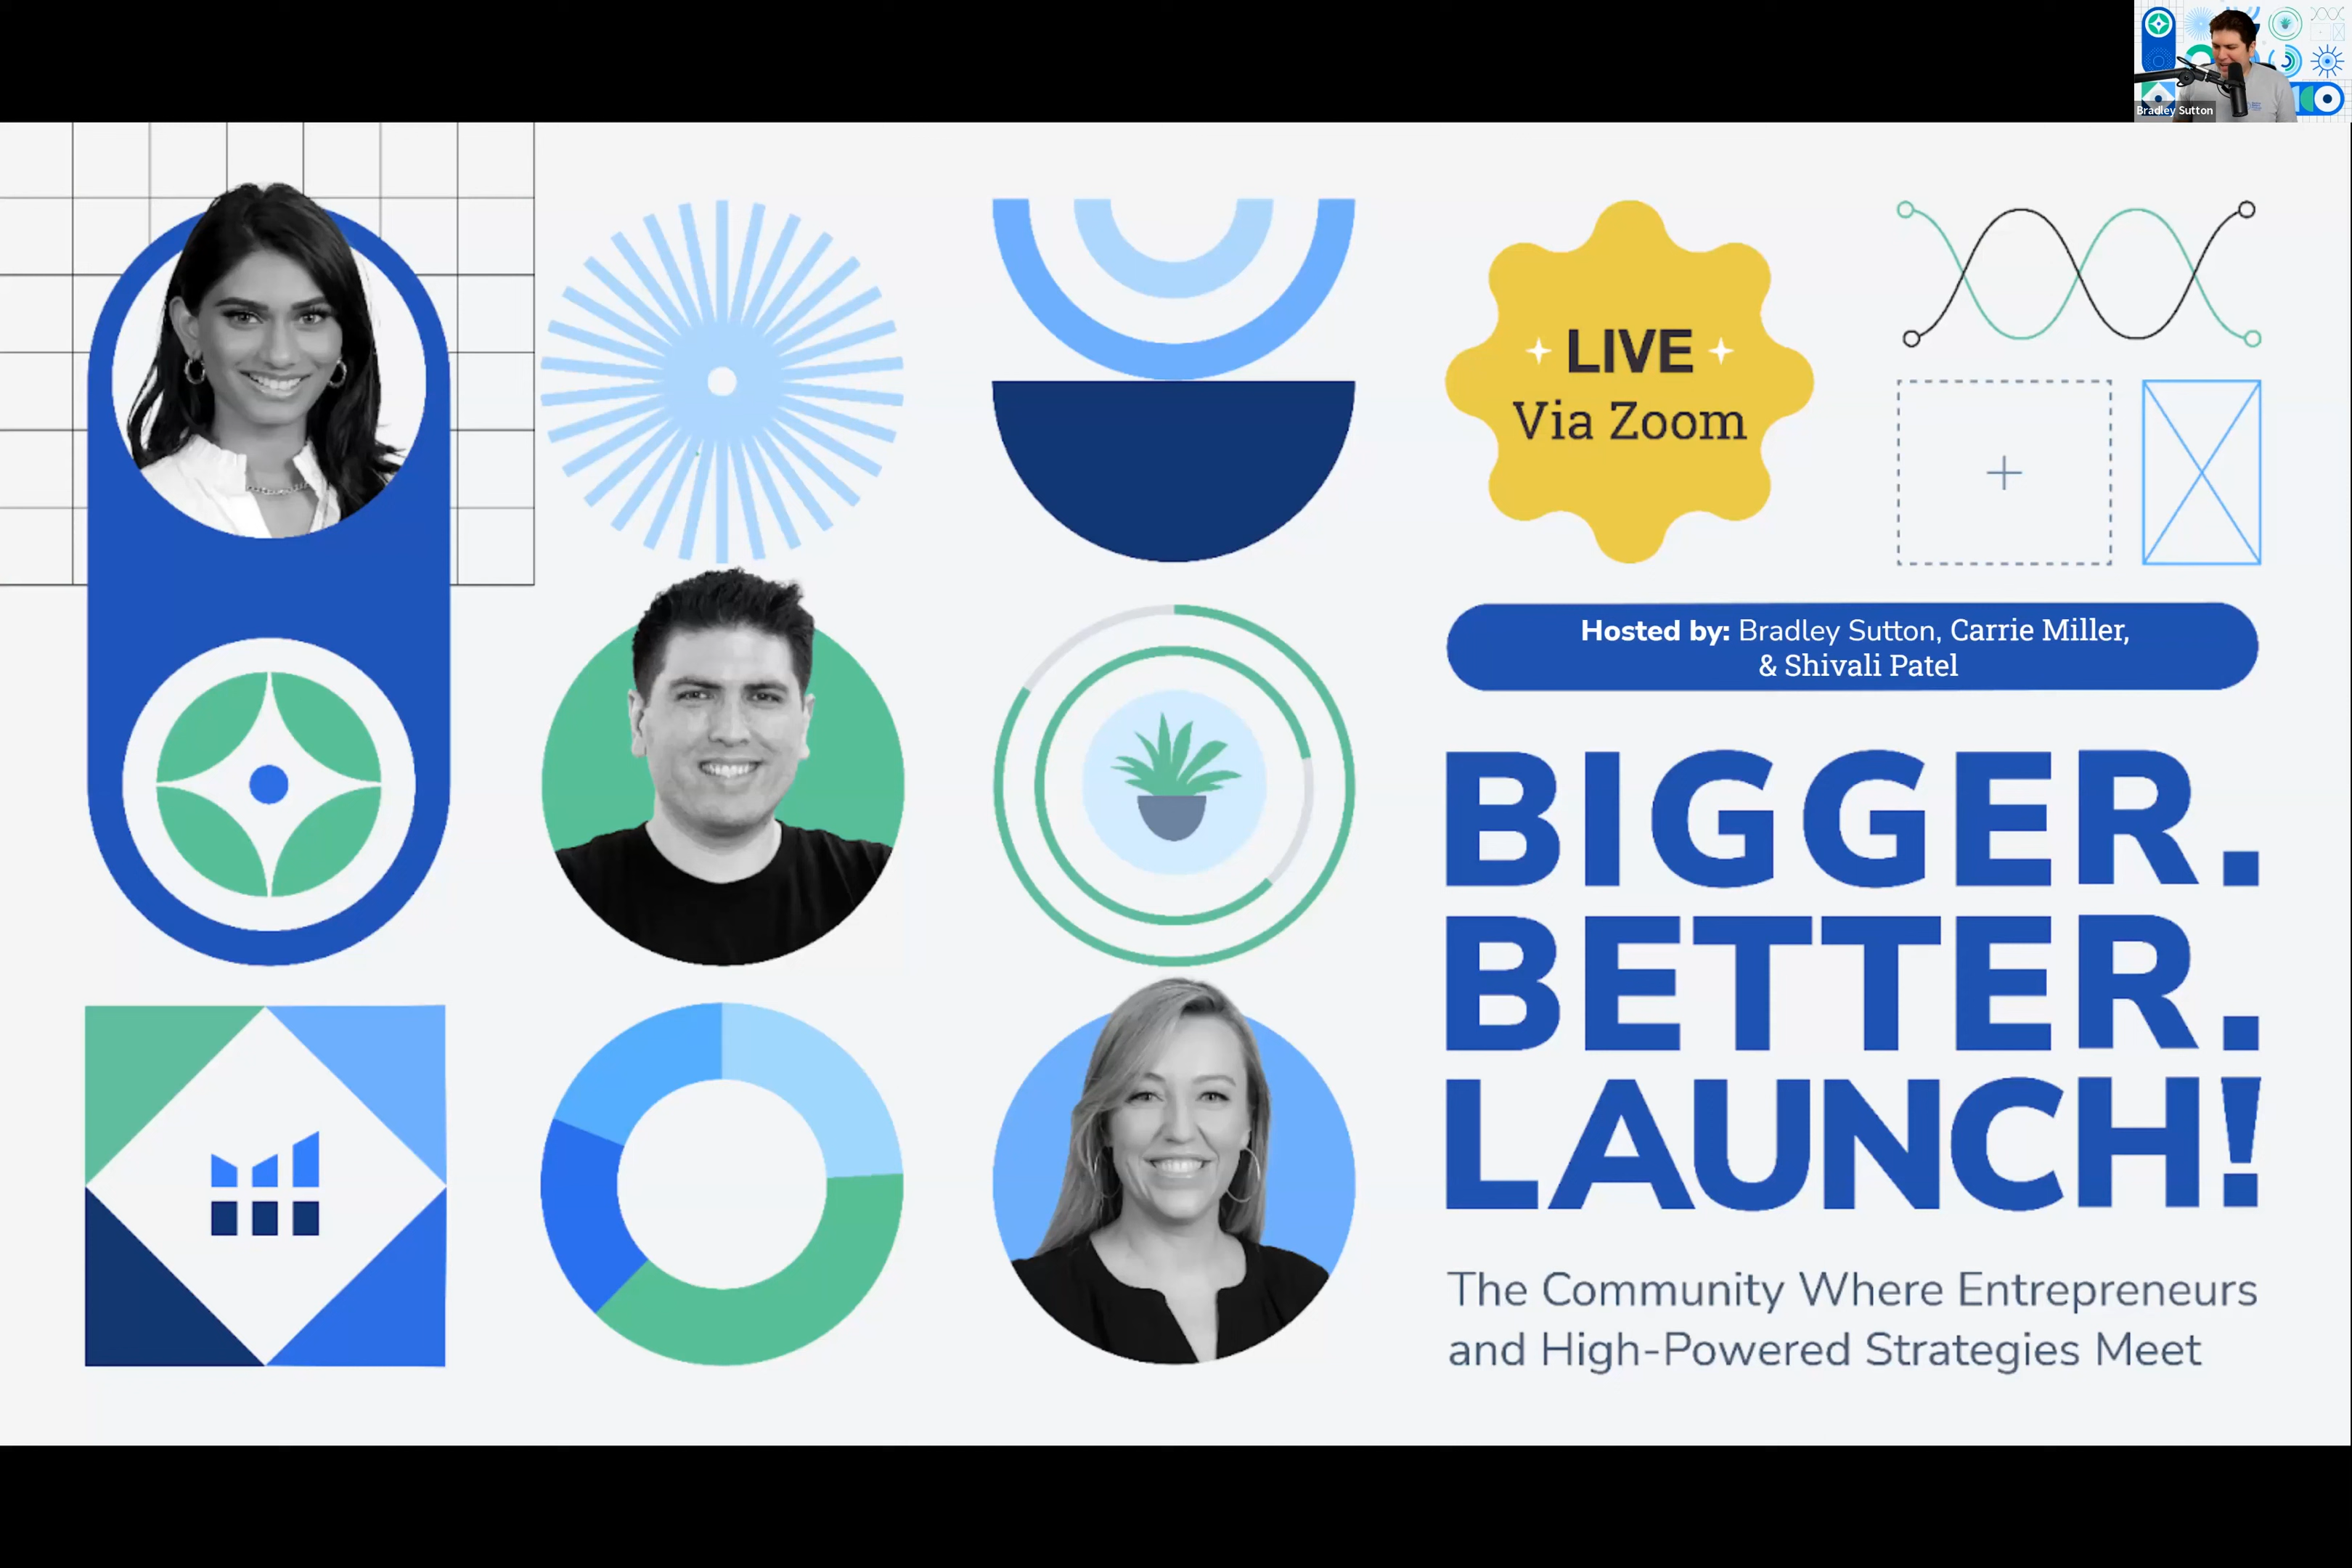 Bradley Sutton
LIVE
Via Zoom
Hosted by: Bradley Sutton, Carrie Miller,
& Shivali Patel
BIGGER.
BETTER.
LAUNCH!
The Community Where Entrepreneurs
and High-Powered Strategies Meet